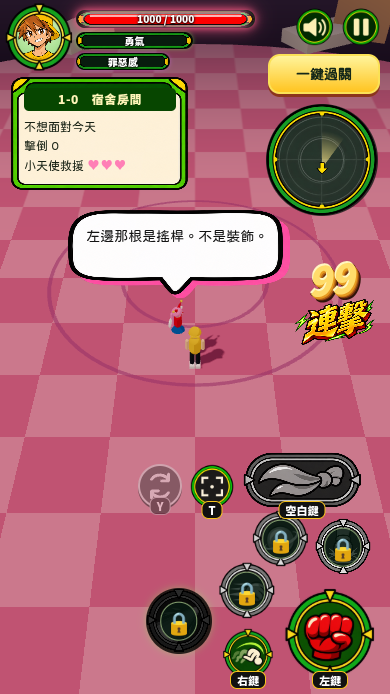 1000 / 1000
勇氣
罪惡感
一鍵過關
1-0 宿舍房間
不想面對今天
擊倒 0
小天使救援 ♥♥♥
左邊那根是搖桿。不是裝飾。
99
連擊
Y
T
空白鍵
右鍵
左鍵